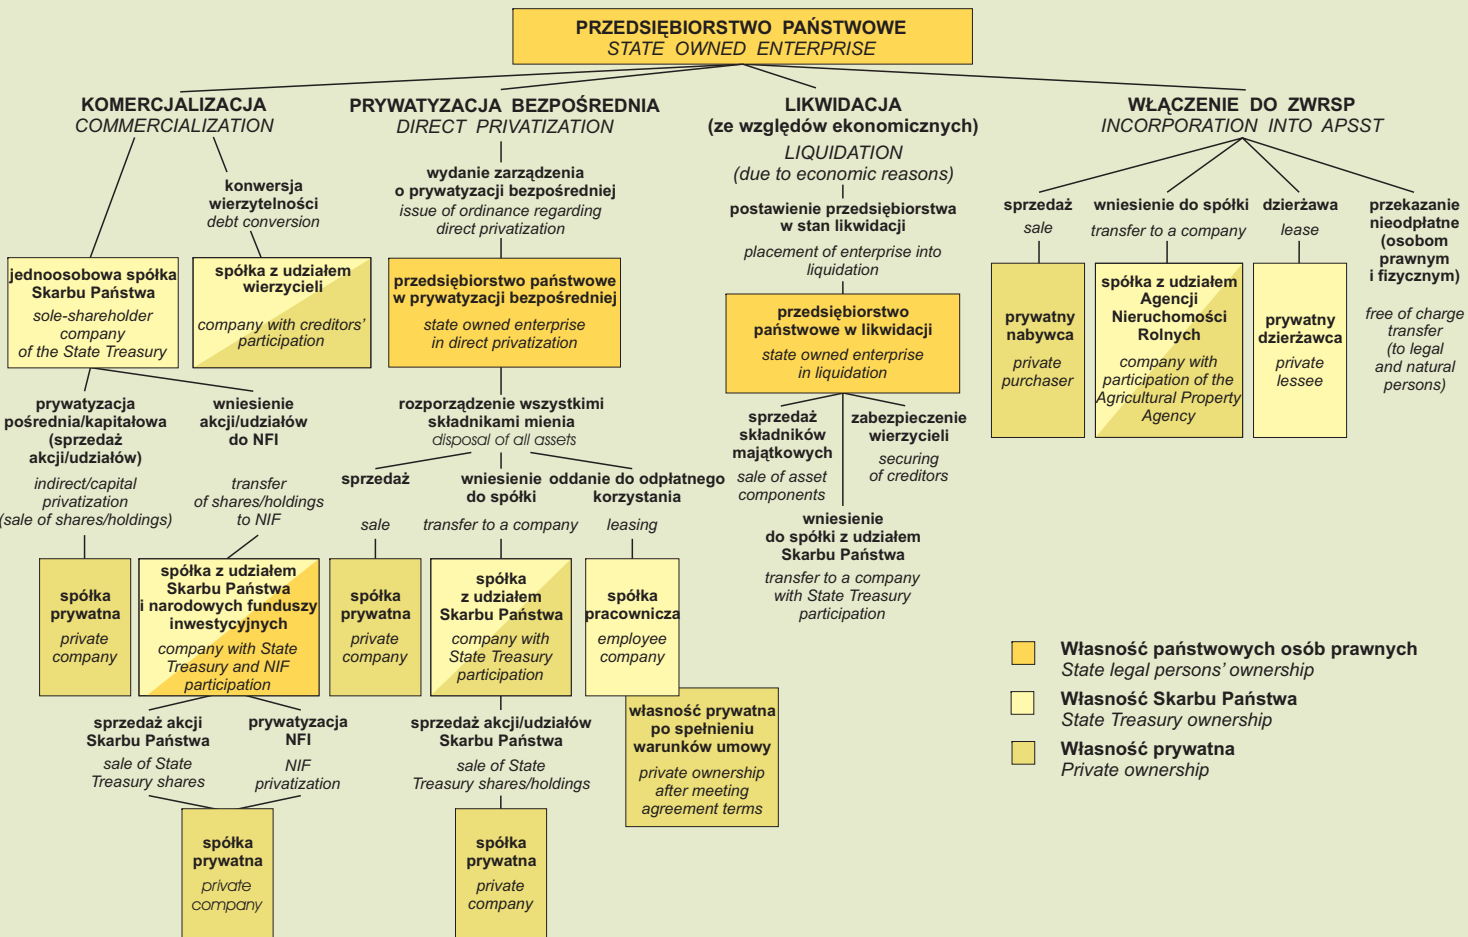 PRZEDSIĘBIORSTWO PAŃSTWOWE
STATE OWNED ENTERPRISE
KOMERCJALIZACJA
COMMERCIALIZATION
konwersja
wierzytelności
debt conversion
jednoosobowa spółka
Skarbu Państwa
sole-shareholder
company
of the State Treasury
spółka z udziałem
wierzycieli
company with creditors'
participation
prywatyzacja
pośrednia/kapitałowa
(sprzedaż
akcji/udziałów)
indirect/capital
privatization
(sale of shares/holdings)
wniesienie
akcji/udziałów
do NFI
transfer
of shares/holdings
to NIF
spółka
prywatna
private
company
spółka z udziałem
Skarbu Państwa
i narodowych funduszy
inwestycyjnych
company with State
Treasury and NIF
participation
sprzedaż akcji
Skarbu Państwa
sale of State
Treasury shares
prywatyzacja
NFI
NIF
privatization
spółka
prywatna
private
company
PRYWATYZACJA BEZPOŚREDNIA
DIRECT PRIVATIZATION
wydanie zarządzenia
o prywatyzacji bezpośredniej
issue of ordinance regarding
direct privatization
przedsiębiorstwo państwowe
w prywatyzacji bezpośredniej
state owned enterprise
in direct privatization
rozporządzenie wszystkimi
składnikami mienia
disposal of all assets
sprzedaż
sale
wniesienie
do spółki
transfer to a company
oddanie do odpłatnego
korzystania
leasing
spółka
prywatna
private
company
spółka
z udziałem
Skarbu Państwa
company with
State Treasury
participation
spółka
pracownicza
employee
company
sprzedaż akcji/udziałów
Skarbu Państwa
sale of State
Treasury shares/holdings
własność prywatna
po spełnieniu
warunków umowy
private ownership
after meeting
agreement terms
spółka
prywatna
private
company
LIKWIDACJA
(ze względów ekonomicznych)
LIQUIDATION
(due to economic reasons)
postawienie przedsiębiorstwa
w stan likwidacji
placement of enterprise into
liquidation
przedsiębiorstwo
państwowe w likwidacji
state owned enterprise
in liquidation
sprzedaż
składników
majątkowych
sale of asset
components
zabezpieczenie
wierzycieli
securing
of creditors
wniesienie
do spółki z udziałem
Skarbu Państwa
transfer to a company
with State Treasury
participation
WŁĄCZENIE DO ZWRSP
INCORPORATION INTO APSST
sprzedaż
sale
wniesienie do spółki
transfer to a company
dzierżawa
lease
przekazanie
nieodpłatne
(osobom
prawnym
i fizycznym)
free of charge
transfer
(to legal
and natural
persons)
prywatny
nabywca
private
purchaser
spółka z udziałem
Agencji
Nieruchomości
Rolnych
company with
participation of the
Agricultural Property
Agency
prywatny
dzierżawca
private
lessee
Własność państwowych osób prawnych
State legal persons' ownership
Własność Skarbu Państwa
State Treasury ownership
Własność prywatna
Private ownership